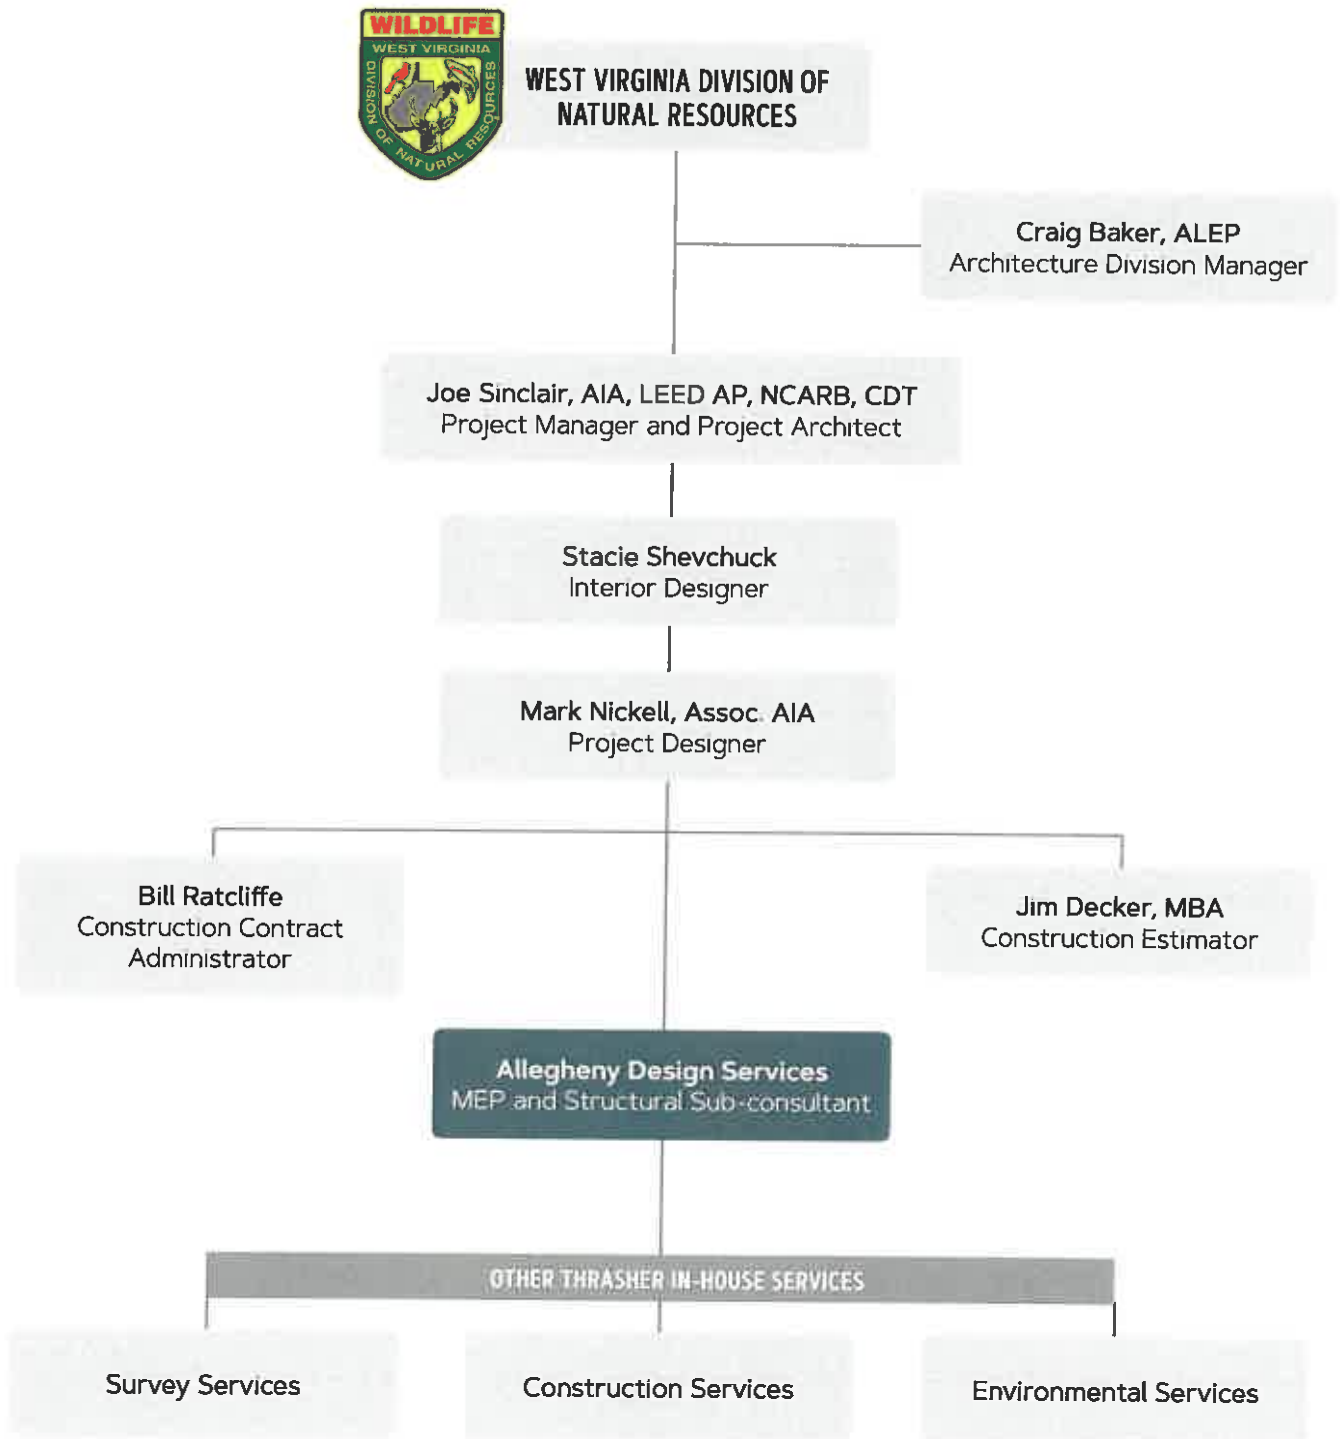 WILDLIFE
WEST VIRGINIA
DIVISION OF NATURAL RESOURCES
WEST VIRGINIA DIVISION OF
NATURAL RESOURCES
Craig Baker, ALEP
Architecture Division Manager
Joe Sinclair, AIA, LEED AP, NCARB, CDT
Project Manager and Project Architect
Stacie Shevchuck
Interior Designer
Mark Nickell, Assoc. AIA
Project Designer
Bill Ratcliffe
Construction Contract
Administrator
Jim Decker, MBA
Construction Estimator
Allegheny Design Services
MEP and Structural Sub-consultant
OTHER THRASHER IN-HOUSE SERVICES
Survey Services
Construction Services
Environmental Services